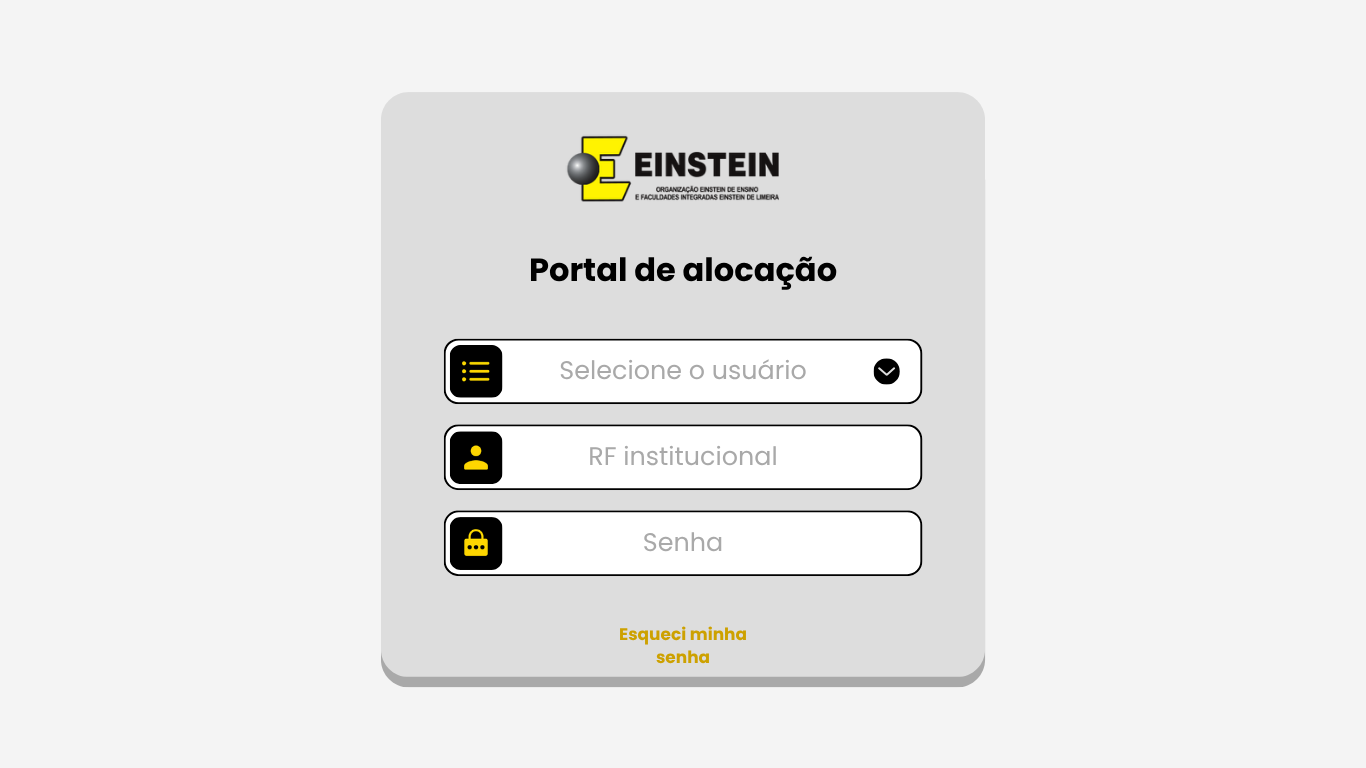 EINSTEIN
ORGANIZAÇÃO EINSTEIN DE ENSINO
E FACULDADES INTEGRADAS EINSTEIN DE LIMEIRA
Portal de alocação
Selecione o usuário
RF institucional
Senha
Esqueci minha
senha